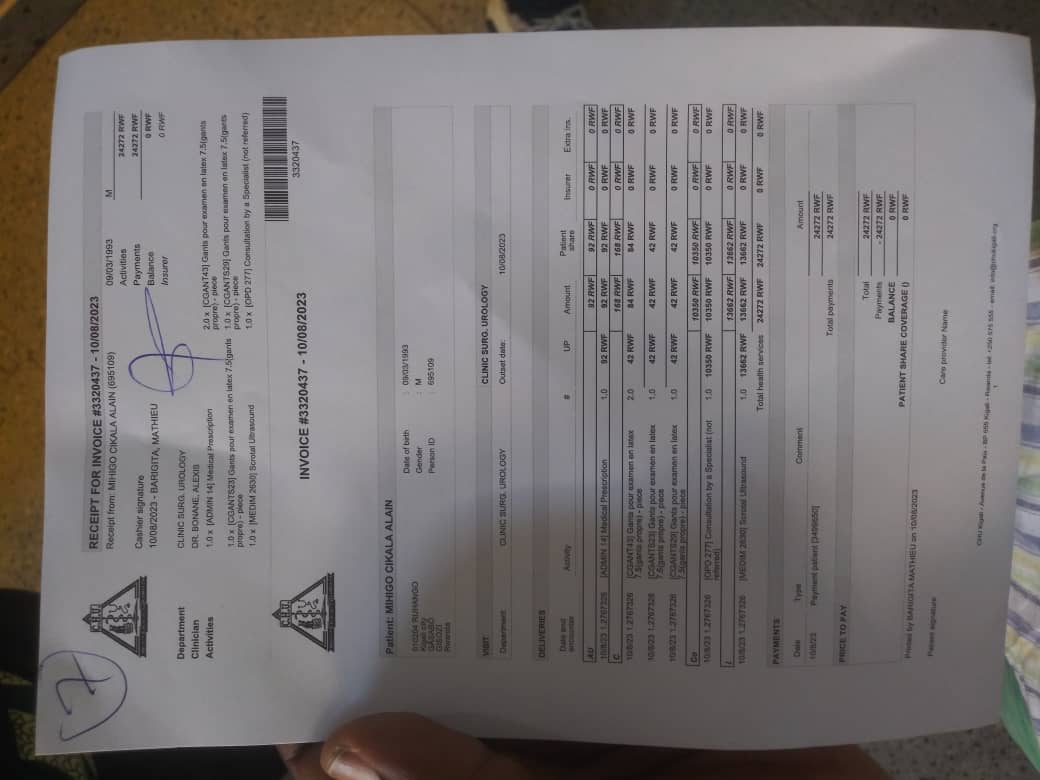 7
C.H.U
RECEIPT FOR INVOICE #3320437 - 10/08/2023
Receipt from: MIHIGO CIKALA ALAIN (695109) 09/03/1993 M
Cashier signature Activities 24272 RWF
10/08/2023 - BARIGITA, MATHIEU Payments 24272 RWF
Balance 0 RWF
Insurer 0 RWF
Department CLINIC SURG. UROLOGY
Clinician DR. BONANE, ALEXIS
Activities 1.0 x [ADMIN 14] Medical Prescription 2.0 x [CGANT43] Gants pour examen en latex 7.5(gants propre) - piece
1.0 x [CGANTS23] Gants pour examen en latex 7.5(gants propre) - piece 1.0 x [CGANTS29] Gants pour examen en latex 7.5(gants propre) - piece
1.0 x [MEDIM 2630] Scrotal Ultrasound 1.0 x [OPD 277] Consultation by a Specialist (not referred)
C.H.U
INVOICE #3320437 - 10/08/2023
3320437
Patient: MIHIGO CIKALA ALAIN
010204 RUHANGO Date of birth : 09/03/1993
Kigali city Gender : M
GASABO Person ID : 695109
GISOZI
Rwanda
VISIT CLINIC SURG. UROLOGY
Department CLINIC SURG. UROLOGY Outset date: 10/08/2023
DELIVERIES
Date and encounter Activity # UP Amount Patient share Insurer Extra ins.
AU 92 RWF 92 RWF 0 RWF 0 RWF
10/8/23 1.2767326 [ADMIN 14] Medical Prescription 1.0 92 RWF 92 RWF 92 RWF 0 RWF 0 RWF
C 168 RWF 168 RWF 0 RWF 0 RWF
10/8/23 1.2767326 [CGANT43] Gants pour examen en latex 2.0 42 RWF 84 RWF 84 RWF 0 RWF 0 RWF
7.5(gants propre) - piece
10/8/23 1.2767326 [CGANTS23] Gants pour examen en latex 1.0 42 RWF 42 RWF 42 RWF 0 RWF 0 RWF
7.5(gants propre) - piece
10/8/23 1.2767326 [CGANTS29] Gants pour examen en latex 1.0 42 RWF 42 RWF 42 RWF 0 RWF 0 RWF
7.5(gants propre) - piece
Co 10350 RWF 10350 RWF 0 RWF 0 RWF
10/8/23 1.2767326 [OPD 277] Consultation by a Specialist (not 1.0 10350 RWF 10350 RWF 10350 RWF 0 RWF 0 RWF
referred)
13662 RWF 13662 RWF 0 RWF 0 RWF
10/8/23 1.2767326 [MEDIM 2630] Scrotal Ultrasound 1.0 13662 RWF 13662 RWF 13662 RWF 0 RWF 0 RWF
Total health services 24272 RWF 24272 RWF 0 RWF 0 RWF
PAYMENTS
Date Type Comment Amount
10/8/23 Payment patient 24272 RWF
Total payments 24272 RWF
PRICE TO PAY
Total 24272 RWF
Payments - 24272 RWF
BALANCE 0 RWF
PATIENT SHARE COVERAGE () 0 RWF
Printed by BARIGITA MATHIEU on 10/08/2023
Patient signature Care provider Name
CHU Kigali - Avenue de la Paix - BP 655 Kigali - Rwanda - tel: +250 575 555 - email: info@chukigali.org
1